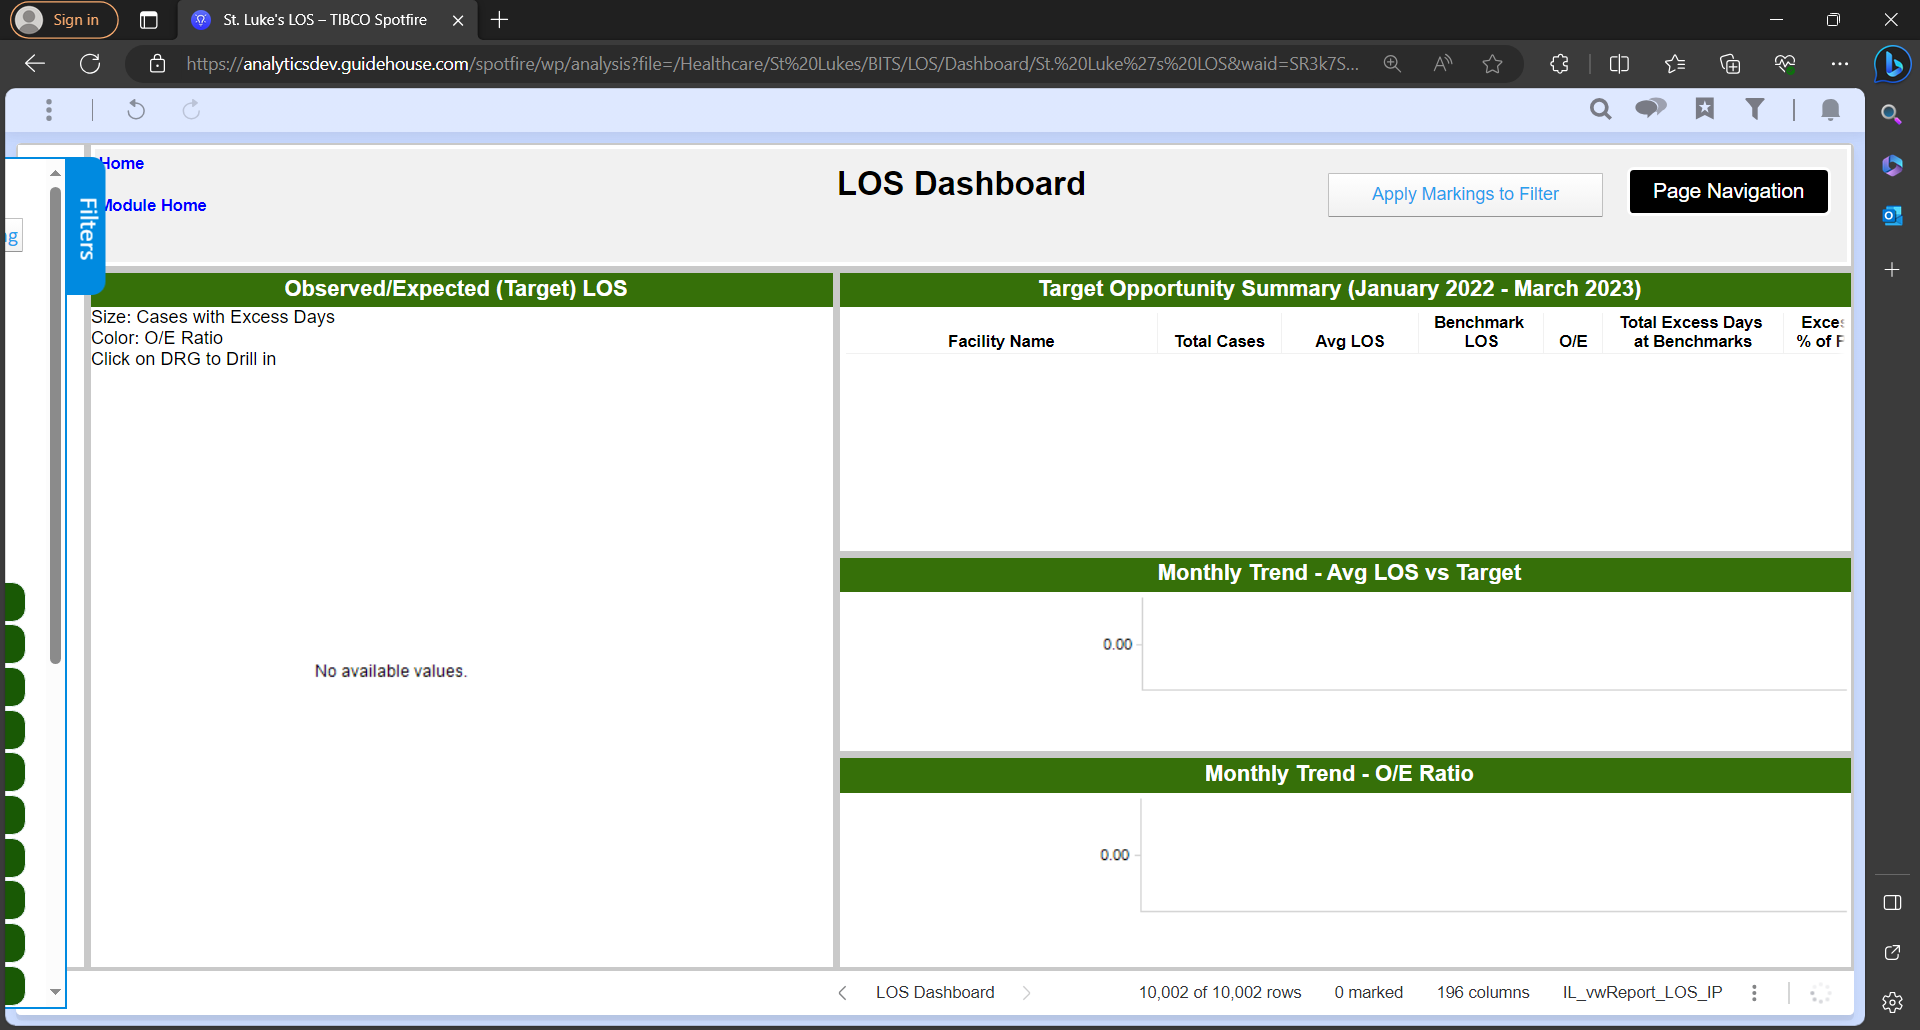 Sign in
St. Luke's LOS – TIBCO Spotfire
https://analyticsdev.guidehouse.com/spotfire/wp/analysis?file=/Healthcare/St%20Lukes/BITS/LOS/Dashboard/St.%20Luke%27s%20LOS&waid=SR3k7S...
Home
LOS Dashboard
Apply Markings to Filter
Page Navigation
Module Home
Filters
Observed/Expected (Target) LOS
Size: Cases with Excess Days
Color: O/E Ratio
Click on DRG to Drill in
No available values.
Target Opportunity Summary (January 2022 - March 2023)
Facility Name
Total Cases
Avg LOS
Benchmark
LOS
O/E
Total Excess Days
at Benchmarks
% of
Monthly Trend - Avg LOS vs Target
0.00
Monthly Trend - O/E Ratio
0.00
LOS Dashboard
10,002 of 10,002 rows
0 marked
196 columns
IL_vwReport_LOS_IP